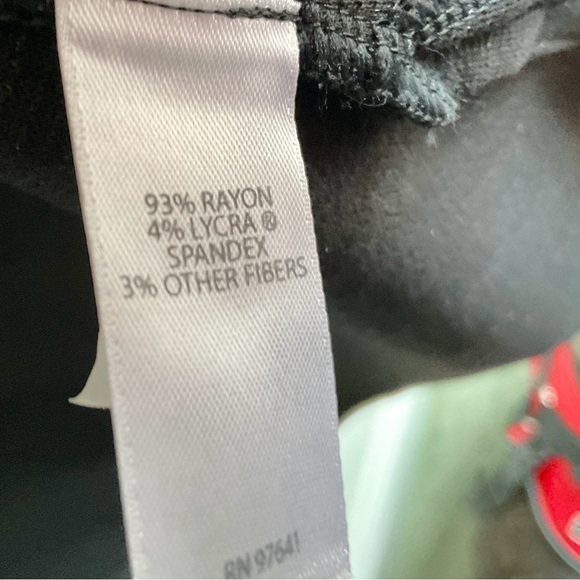 93% RAYON
4% LYCRA ®
SPANDEX
3% OTHER FIBERS
RN 97641